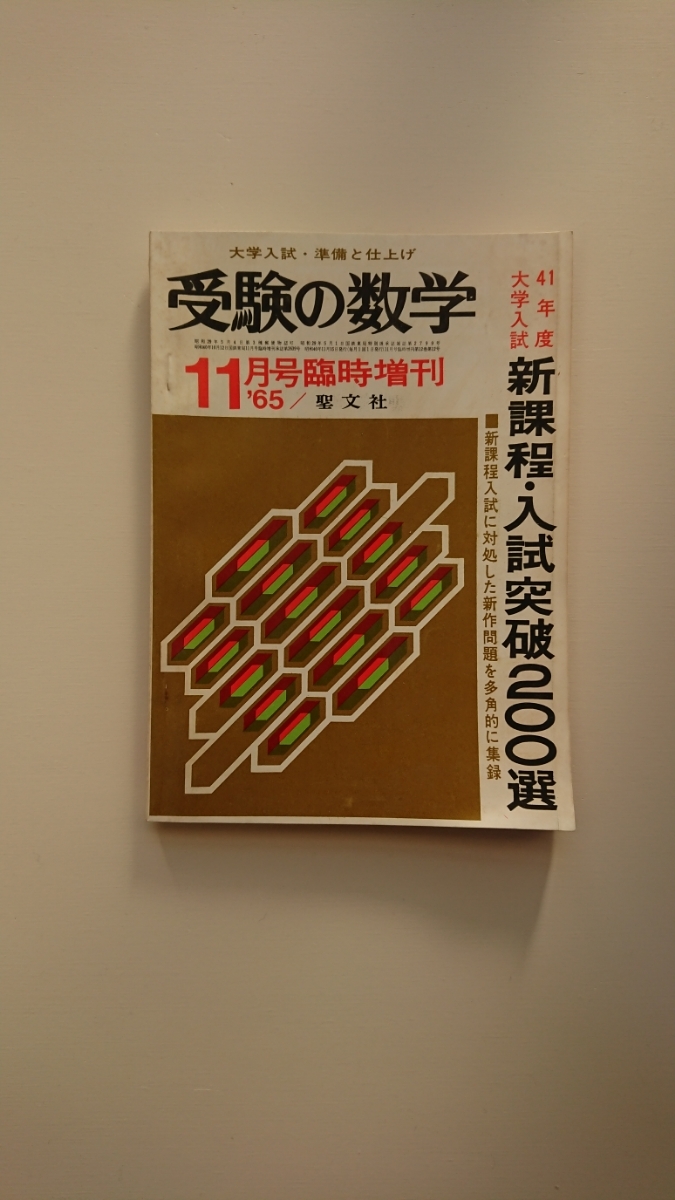 大学入試・準備と仕上げ
受験の数学
11月号臨時増刊
'65/聖文社
41年度
大学入試
新課程・入試突破200選
■新課程入試に対処した新作問題を多角的に集録